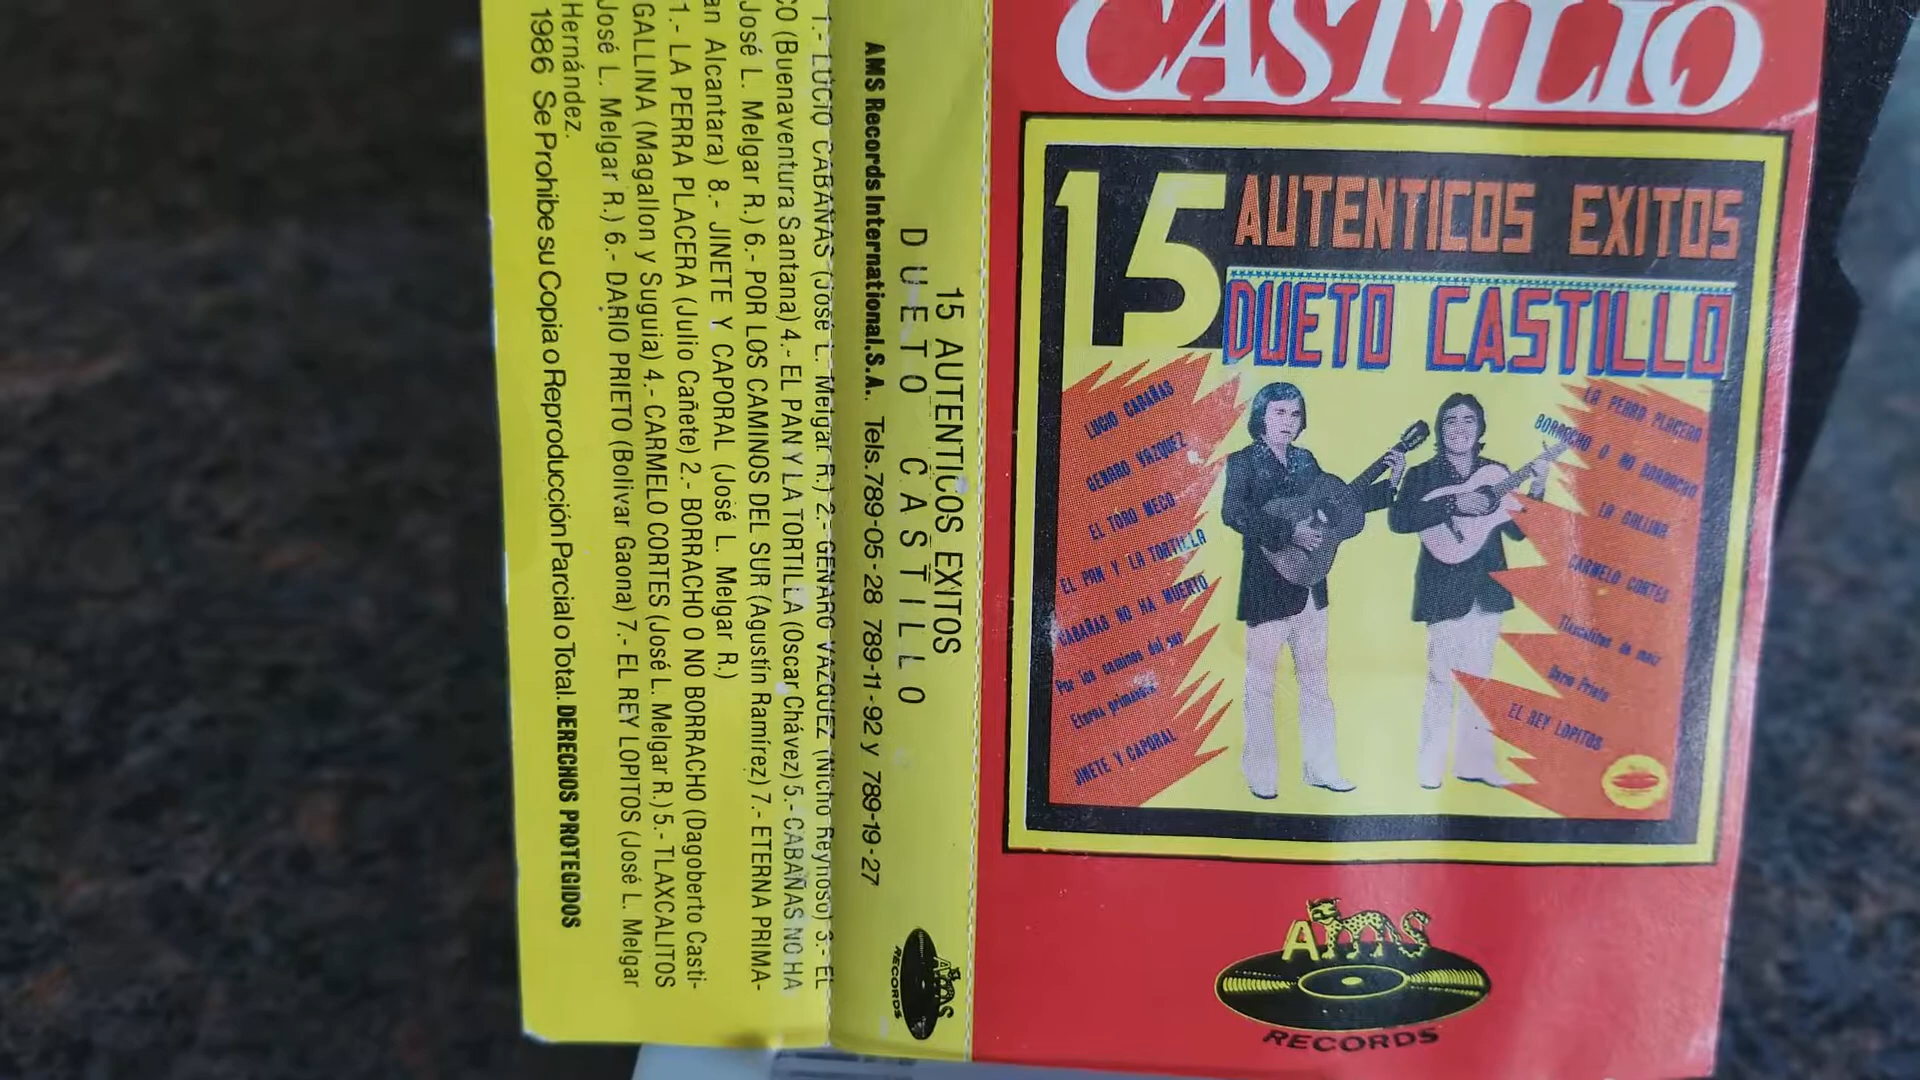 CASTILLO
15 AUTENTICOS EXITOS
DUETO CASTILLO
LUCIO CABAÑAS
GENARO VAZQUEZ
EL TORO MECO
EL PAN Y LA TORTILLA
CABAÑAS NO HA MUERTO
Por los caminos del sur
Eterna primavera
JINETE Y CAPORAL
LA PERRA PLACERA
BORRACHO O NO BORRACHO
LA GALLINA
CARMELO CORTES
Tlaxcalitos de maiz
Dario Prieto
EL REY LOPITOS
AMS
RECORDS
15 AUTENTICOS EXITOS
DUETO CASTILLO
AMS
RECORDS
AMS Records International.S.A. Tels. 789-05-28 789-11-92 y 789-19-27
1.- LUCIO CABAÑAS (José L. Melgar R.) 2.- GENARO VAZQUEZ (Nicho Reynoso) 3.- EL
CO (Buenaventura Santana) 4.- EL PAN Y LA TORTILLA (Oscar Chávez) 5.- CABAÑAS NO HA
José L. Melgar R.) 6.- POR LOS CAMINOS DEL SUR (Agustín Ramírez) 7.- ETERNA PRIMA-
an Alcantara) 8.- JINETE Y CAPORAL (José L. Melgar R.)
1.- LA PERRA PLACERA (Julio Cañete) 2.- BORRACHO O NO BORRACHO (Dagoberto Casti-
GALLINA (Magallon y Suguia) 4.- CARMELO CORTES (José L. Melgar R.) 5.- TLAXCALITOS
José L. Melgar R.) 6.- DARIO PRIETO (Bolivar Gaona) 7.- EL REY LOPITOS (José L. Melgar
Hernández.
1986 Se Prohibe su Copia o Reproducción Parcial o Total. DERECHOS PROTEGIDOS